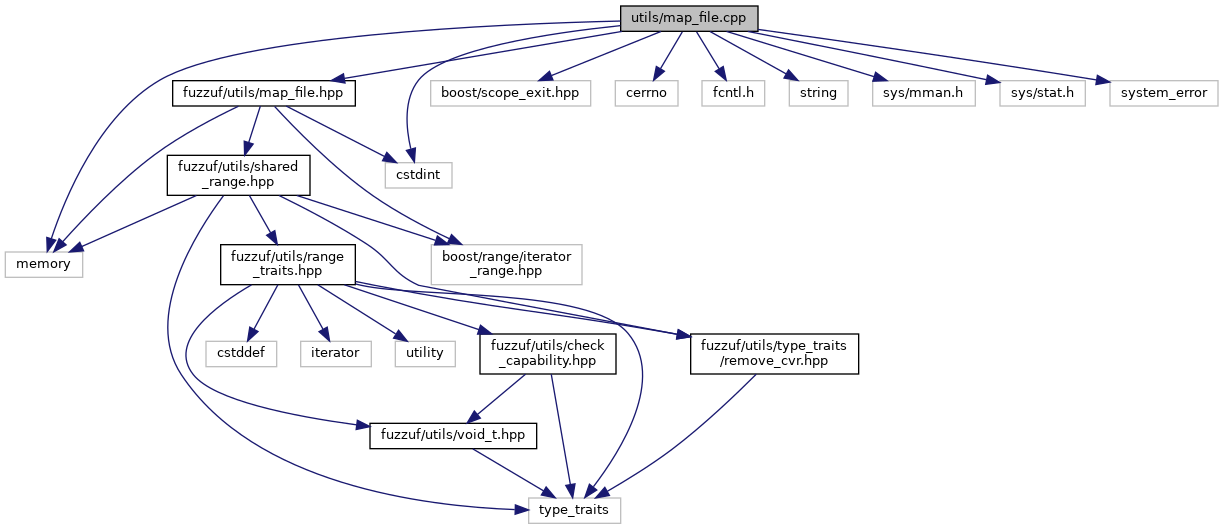 utils/map_file.cpp
fuzzuf/utils/map_file.hpp
boost/scope_exit.hpp
cerrno
fcntl.h
string
sys/mman.h
sys/stat.h
system_error
fuzzuf/utils/shared
_range.hpp
cstdint
memory
fuzzuf/utils/range
_traits.hpp
boost/range/iterator
_range.hpp
cstddef
iterator
utility
fuzzuf/utils/check
_capability.hpp
fuzzuf/utils/type_traits
/remove_cvr.hpp
fuzzuf/utils/void_t.hpp
type_traits